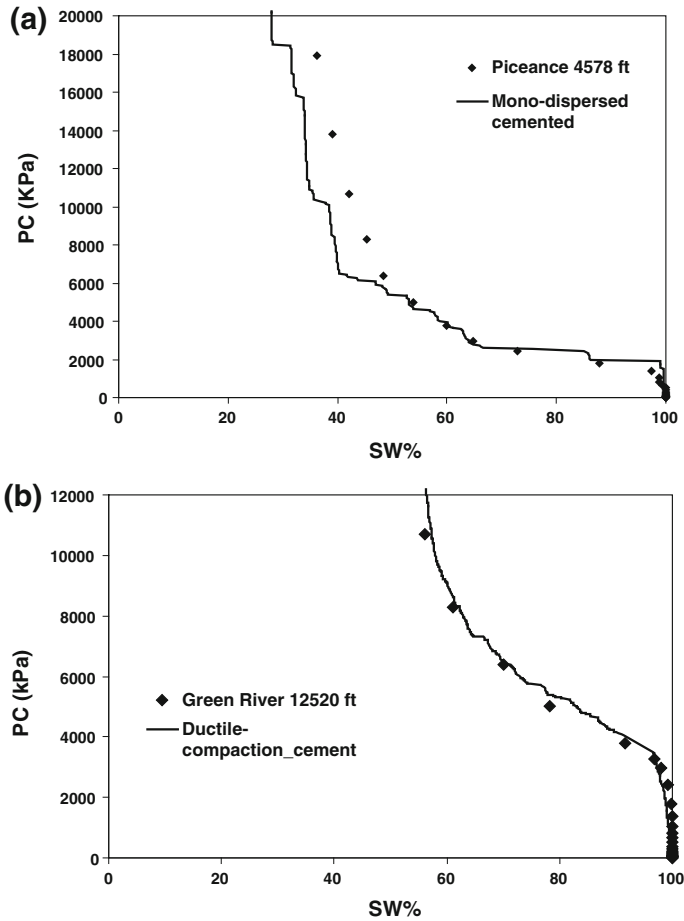 (a)
20000
18000
16000
14000
12000
10000
8000
6000
4000
2000
0
PC (KPa)
Piceance 4578 ft
Mono-dispersed
cemented
0 20 40 60 80 100
SW%
(b)
12000
10000
8000
6000
4000
2000
0
PC (kPa)
Green River 12520 ft
Ductile-
compaction_cement
0 20 40 60 80 100
SW%